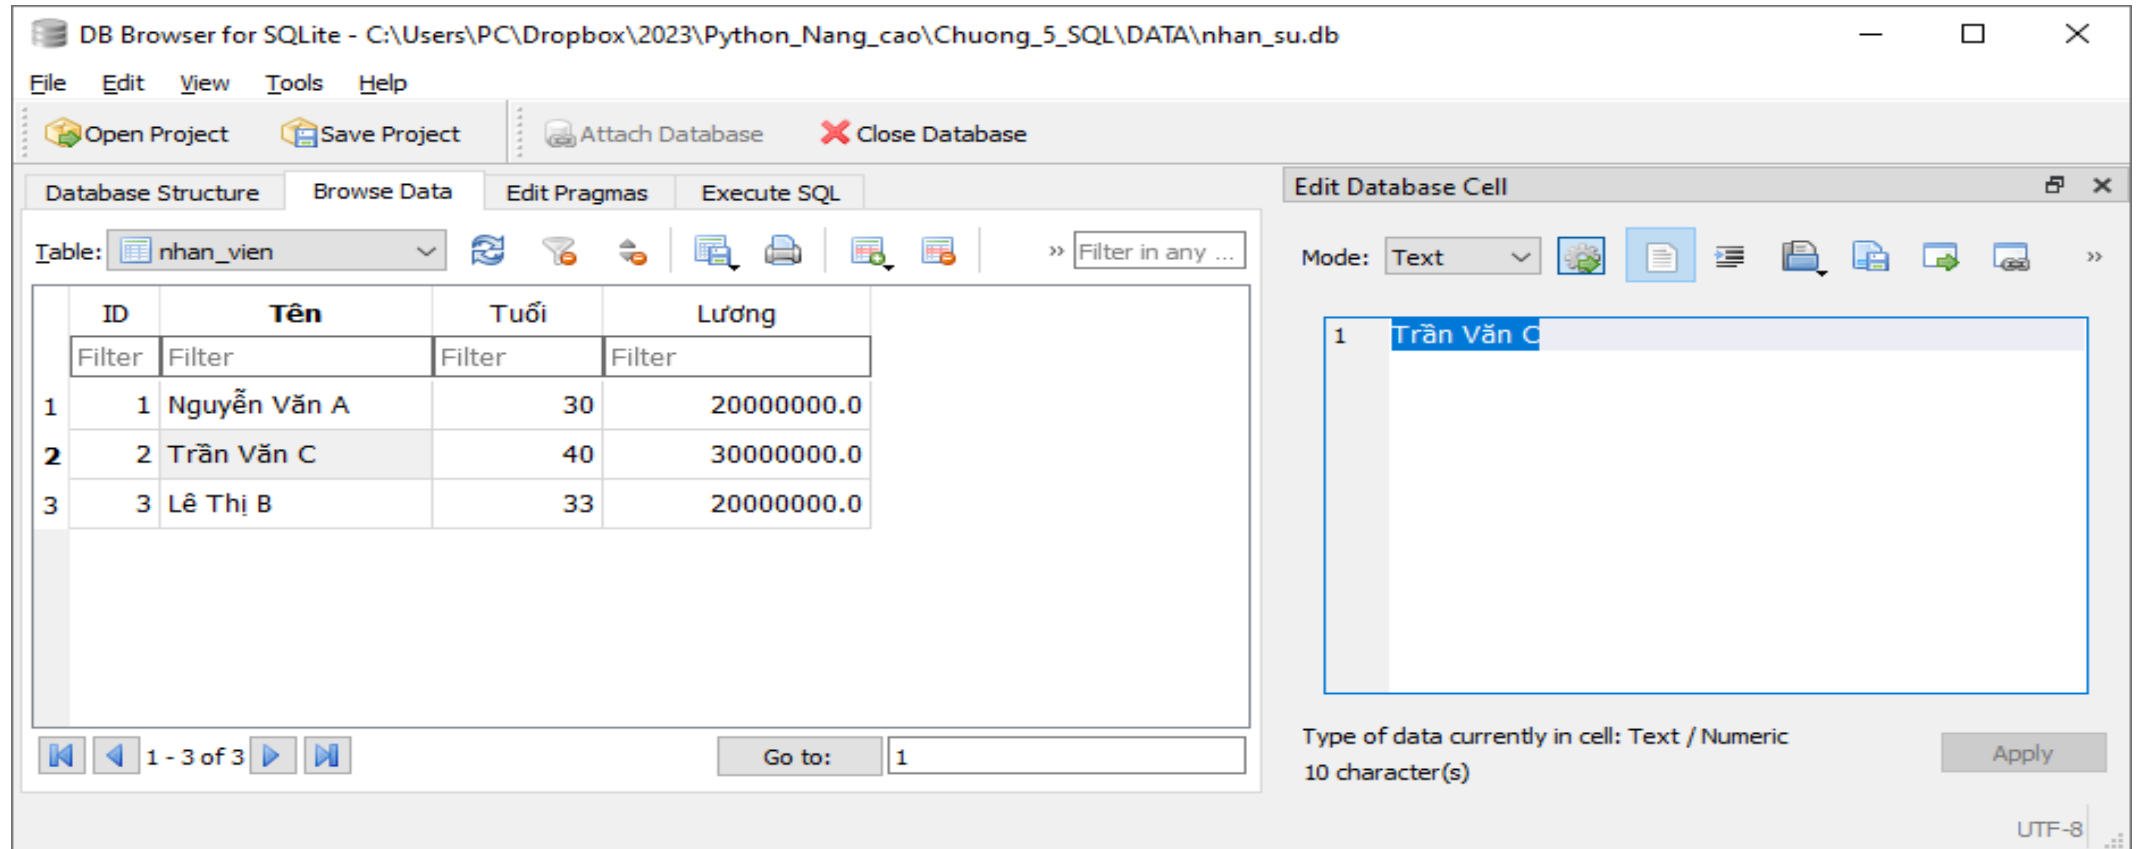 DB Browser for SQLite - C:\Users\PC\Dropbox\2023\Python_Nang_cao\Chuong_5_SQL\DATA\nhan_su.db
File Edit View Tools Help
Open Project Save Project Attach Database Close Database
Database Structure Browse Data Edit Pragmas Execute SQL
Table: nhan_vien » Filter in any ...
ID Tên Tuổi Lương
Filter Filter Filter Filter
1 1 Nguyễn Văn A 30 20000000.0
2 2 Trần Văn C 40 30000000.0
3 3 Lê Thị B 33 20000000.0
1 - 3 of 3 Go to: 1
Edit Database Cell
Mode: Text »
1 Trần Văn C
Type of data currently in cell: Text / Numeric
10 character(s)
Apply
UTF-8